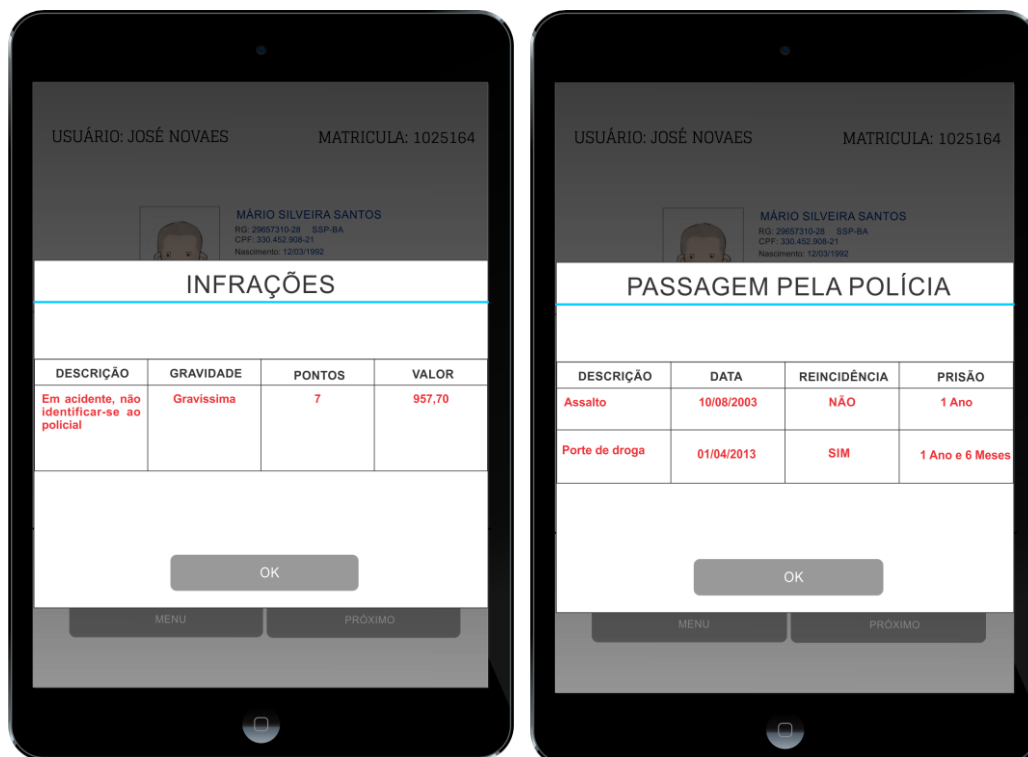 USUÁRIO: JOSÉ NOVAES MATRICULA: 1025164
MÁRIO SILVEIRA SANTOS
RG: 29657310-28 SSP-BA
CPF: 330.452.908-21
Nascimento: 12/03/1992
INFRAÇÕES
DESCRIÇÃO GRAVIDADE PONTOS VALOR
Em acidente, não Gravíssima 7 957,70
identificar-se ao
policial
OK
MENU PRÓXIMO
USUÁRIO: JOSÉ NOVAES MATRICULA: 1025164
MÁRIO SILVEIRA SANTOS
RG: 29657310-28 SSP-BA
CPF: 330.452.908-21
Nascimento: 12/03/1992
PASSAGEM PELA POLÍCIA
DESCRIÇÃO DATA REINCIDÊNCIA PRISÃO
Assalto 10/08/2003 NÃO 1 Ano
Porte de droga 01/04/2013 SIM 1 Ano e 6 Meses
OK
MENU PRÓXIMO